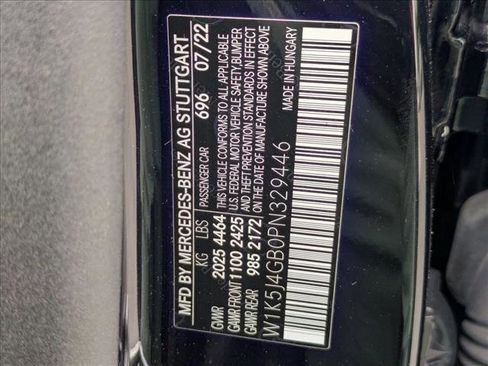 MFD BY MERCEDES-BENZ AG STUTTGART
PASSENGER CAR 696 07/22
KG LBS
GVWR 2025 4464
GAWR FRONT 1100 2425
GAWR REAR 985 2172
THIS VEHICLE CONFORMS TO ALL APPLICABLE
U.S. FEDERAL MOTOR VEHICLE SAFETY, BUMPER
AND THEFT PREVENTION STANDARDS IN EFFECT
ON THE DATE OF MANUFACTURE SHOWN ABOVE
MADE IN HUNGARY
W1K5J4GB0PN329446